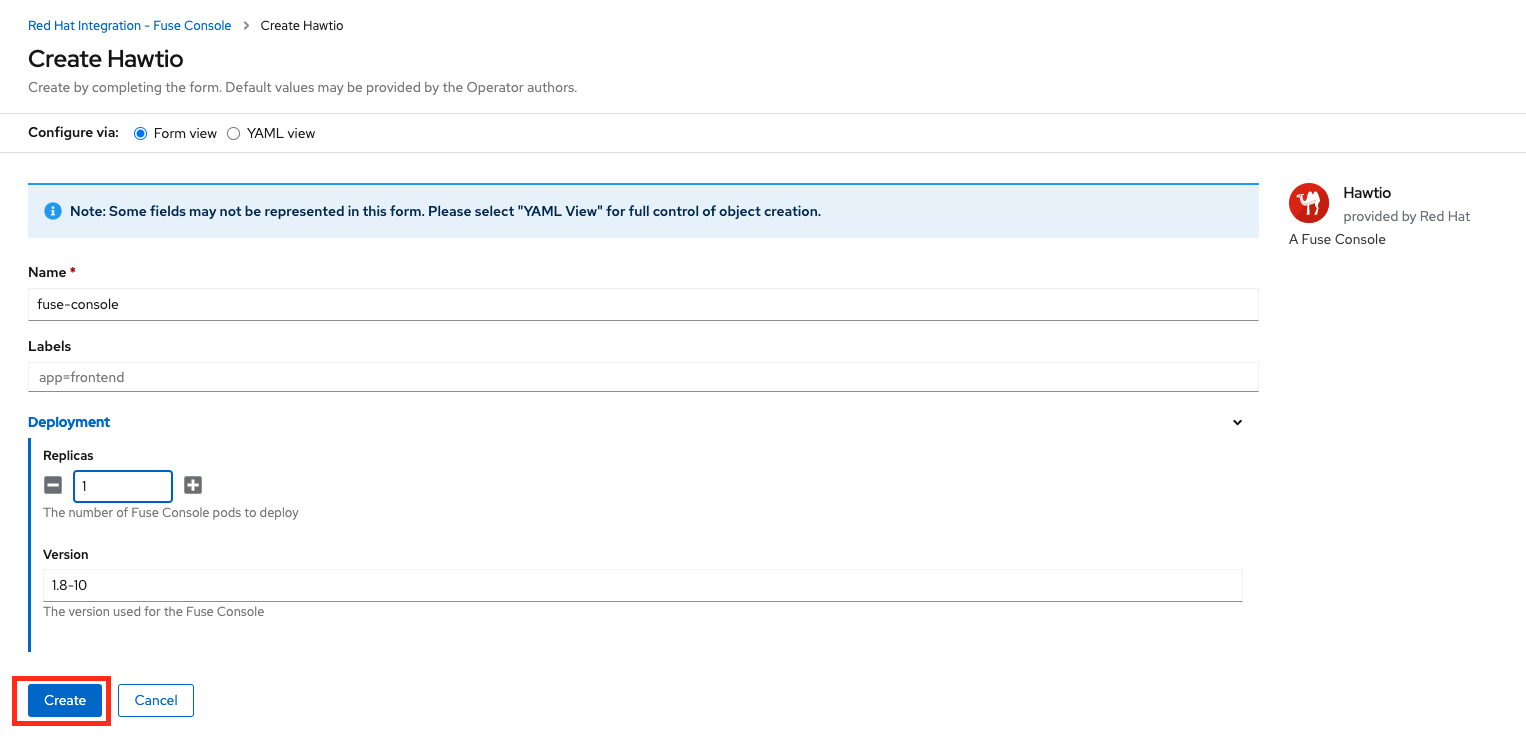 Red Hat Integration - Fuse Console > Create Hawtio
Create Hawtio
Create by completing the form. Default values may be provided by the Operator authors.
Configure via: Form view YAML view
Note: Some fields may not be represented in this form. Please select "YAML View" for full control of object creation.
Hawtio
provided by Red Hat
A Fuse Console
Name *
fuse-console
Labels
app=frontend
Deployment
Replicas
1
The number of Fuse Console pods to deploy
Version
1.8-10
The version used for the Fuse Console
Create Cancel